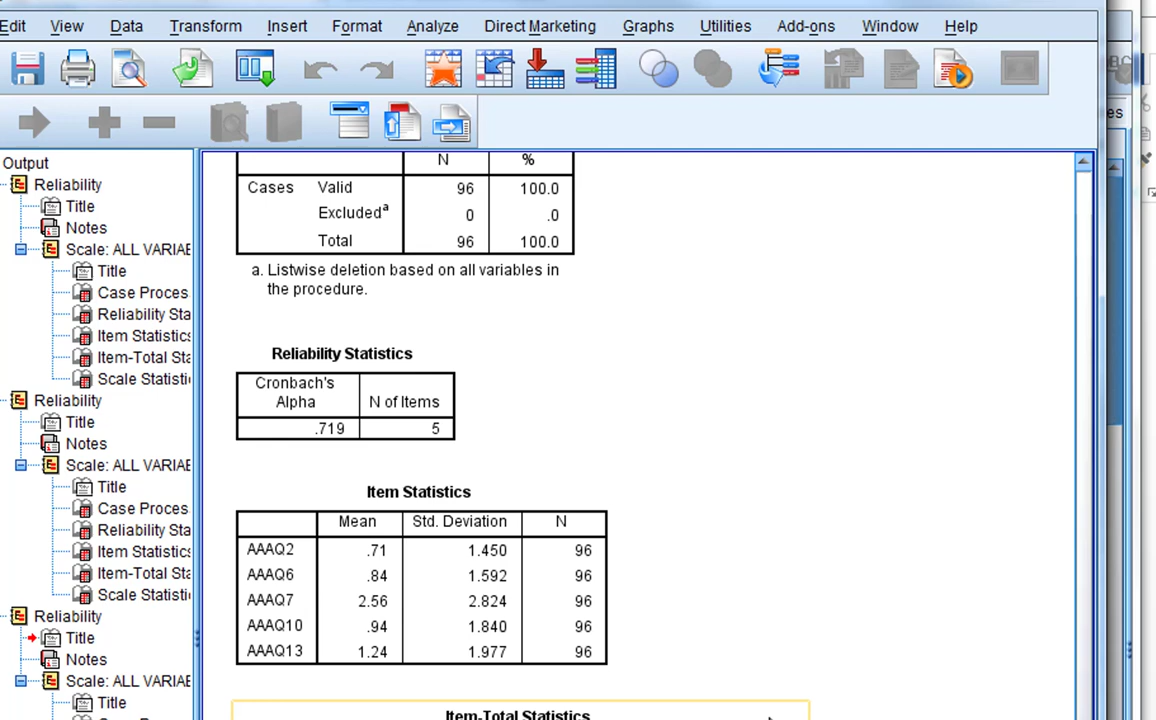 Edit View Data Transform Insert Format Analyze Direct Marketing Graphs Utilities Add-ons Window Help
Output
Reliability
Title
Notes
Scale: ALL VARIAE
Title
Case Proces
Reliability Sta
Item Statistics
Item-Total Sta
Scale Statisti
Reliability
Title
Notes
Scale: ALL VARIAE
Title
Case Proces
Reliability Sta
Item Statistics
Item-Total Sta
Scale Statisti
Reliability
Title
Notes
Scale: ALL VARIAE
Title
N %
Cases Valid 96 100.0
Excludeda 0 .0
Total 96 100.0
a. Listwise deletion based on all variables in
the procedure.
Reliability Statistics
Cronbach's
Alpha N of Items
.719 5
Item Statistics
Mean Std. Deviation N
AAAQ2 .71 1.450 96
AAAQ6 .84 1.592 96
AAAQ7 2.56 2.824 96
AAAQ10 .94 1.840 96
AAAQ13 1.24 1.977 96
Item-Total Statistics
es